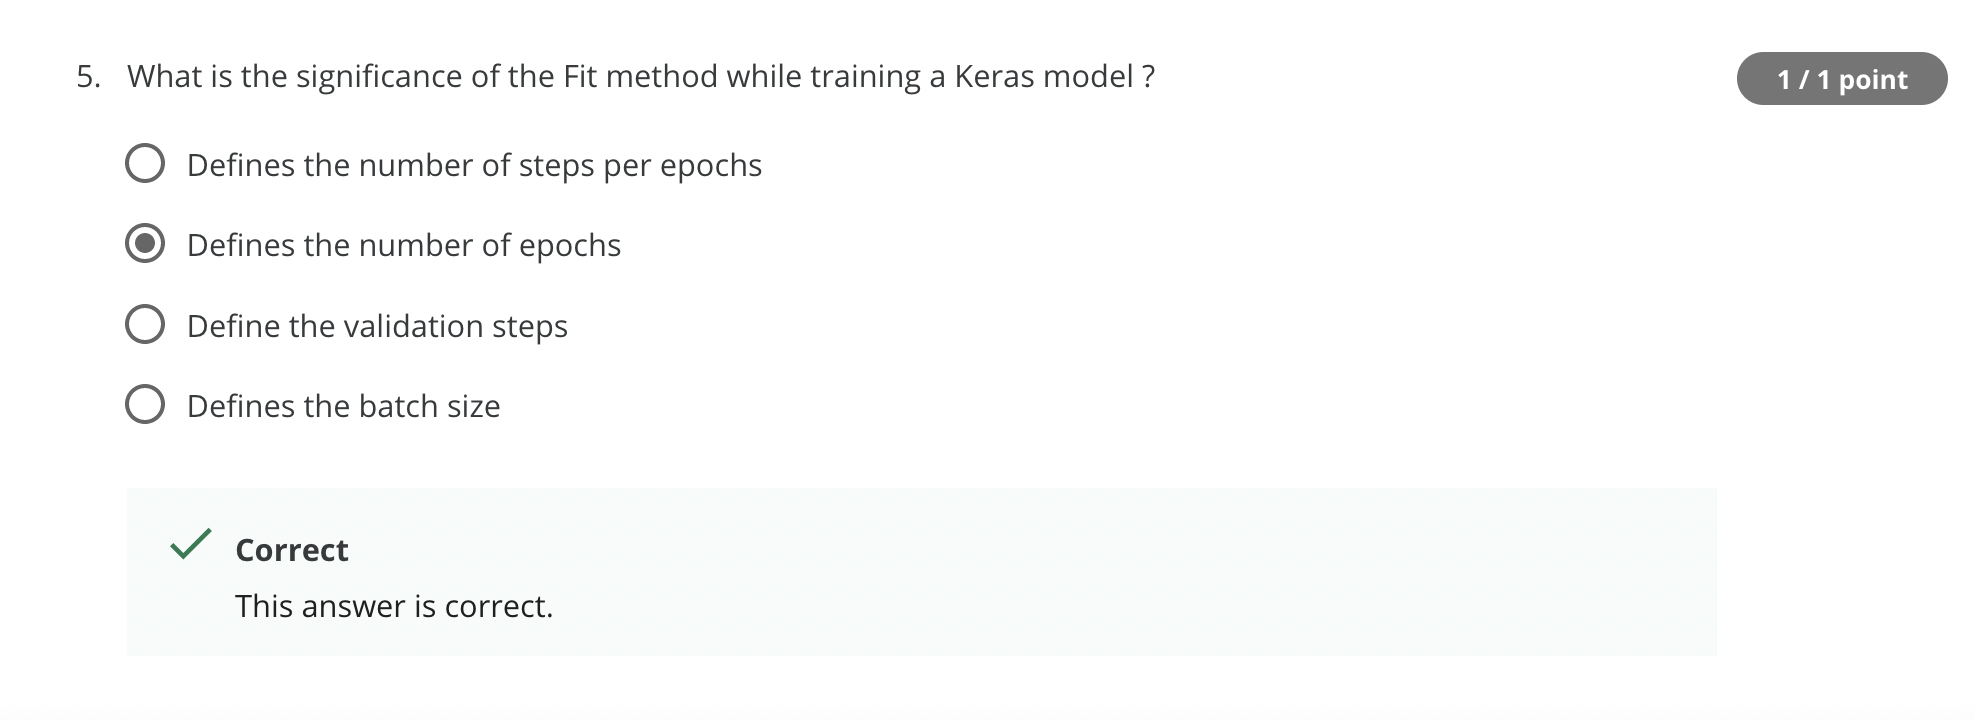 5. What is the significance of the Fit method while training a Keras model ?
1 / 1 point
Defines the number of steps per epochs
Defines the number of epochs
Define the validation steps
Defines the batch size
Correct
This answer is correct.